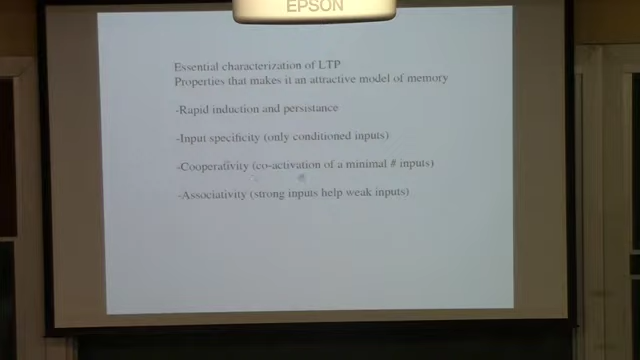 EPSON
Essential characterization of LTP
Properties that makes it an attractive model of memory
-Rapid induction and persistance
-Input specificity (only conditioned inputs)
-Cooperativity (co-activation of a minimal # inputs)
-Associativity (strong inputs help weak inputs)